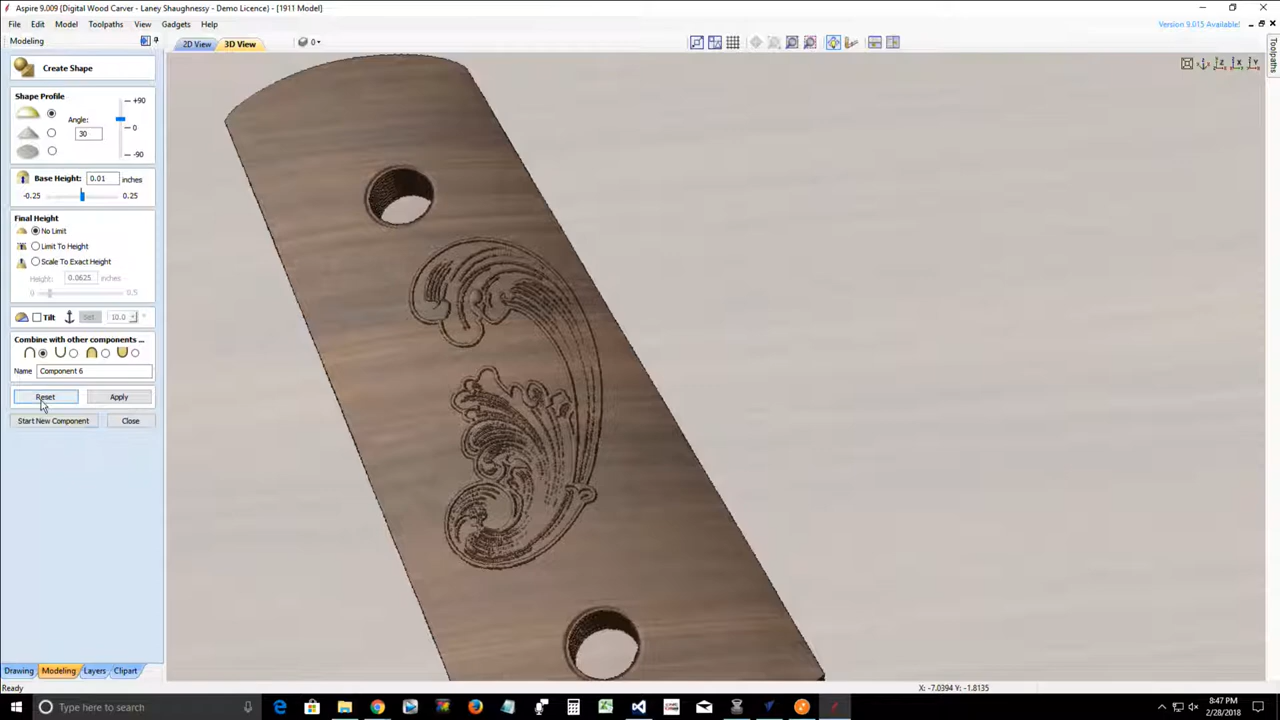 Aspire 9.009 (Digital Wood Carver - Laney Shaughnessy - Demo Licence) - [1911 Model]
File Edit Model Toolpaths View Gadgets Help
Version 9.015 Available!
Modeling
2D View 3D View 0
Toolpaths
Create Shape
Shape Profile
+90
Angle:
0
30
-90
Base Height: 0.01 inches
-0.25 0.25
Final Height
No Limit
Limit To Height
Scale To Exact Height
Height: 0.0625 inches
0 0.5
Tilt Set 10.0 °
Combine with other components ...
Name Component 6
Reset Apply
Start New Component Close
Drawing Modeling Layers Clipart
Ready X: -7.0394 Y: -1.8135
Type here to search
8:47 PM
2/28/2018